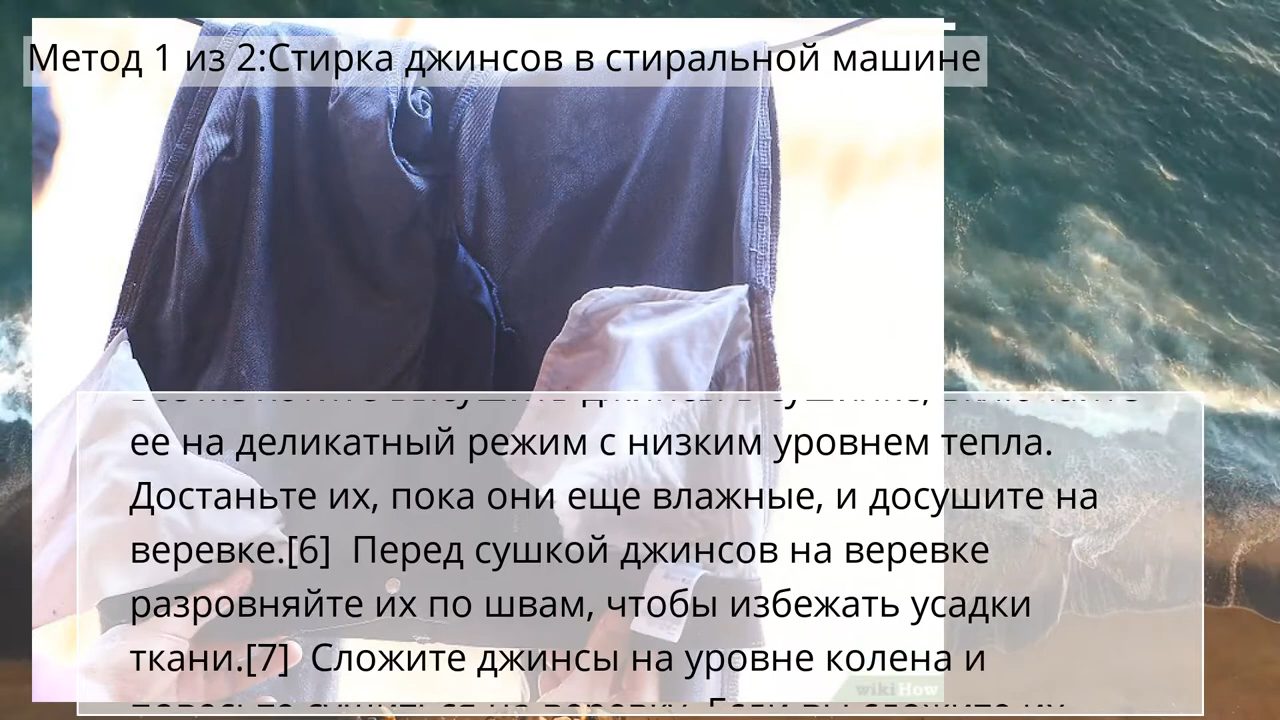 Метод 1 из 2:Стирка джинсов в стиральной машине
ее на деликатный режим с низким уровнем тепла.
Достаньте их, пока они еще влажные, и досушите на
веревке.[6]  Перед сушкой джинсов на веревке
разровняйте их по швам, чтобы избежать усадки
ткани.[7]  Сложите джинсы на уровне колена и
wikiHow